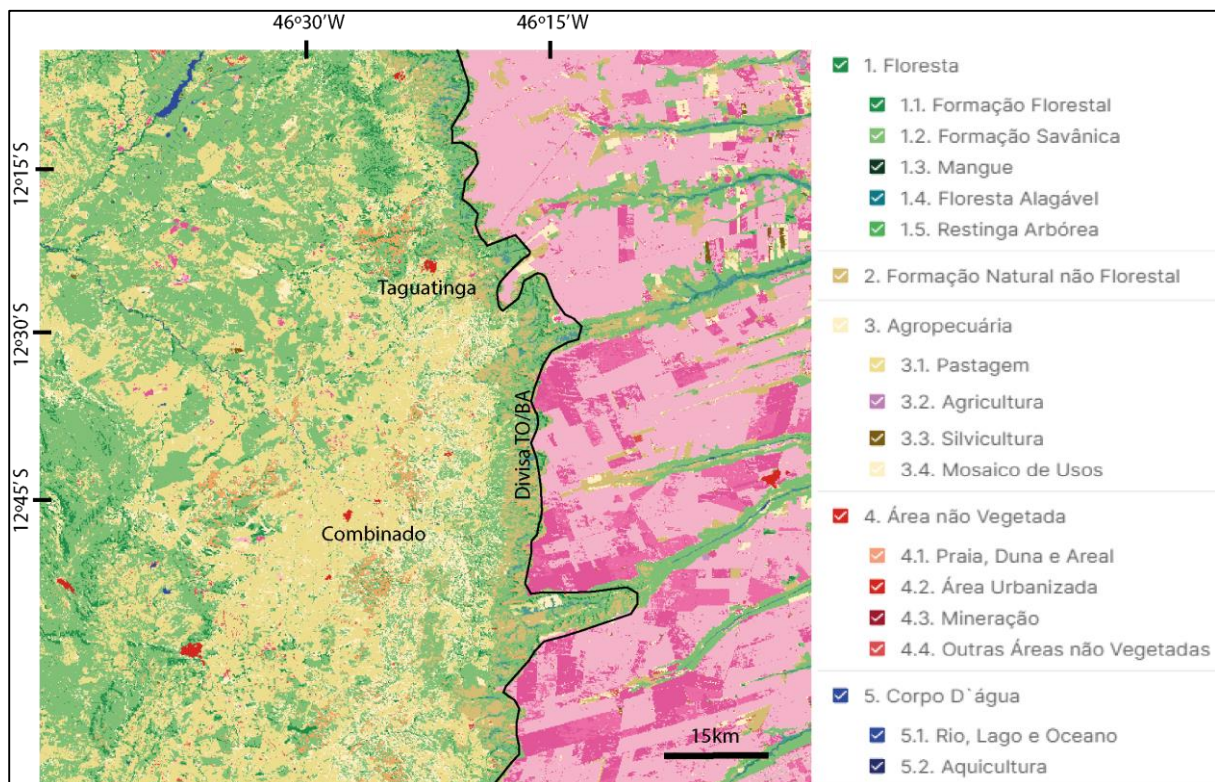 46º30'W
46º15'W
12º15'S
12º30'S
12º45'S
Taguatinga
Combinado
Divisa TO/BA
15km
1. Floresta
1.1. Formação Florestal
1.2. Formação Savânica
1.3. Mangue
1.4. Floresta Alagável
1.5. Restinga Arbórea
2. Formação Natural não Florestal
3. Agropecuária
3.1. Pastagem
3.2. Agricultura
3.3. Silvicultura
3.4. Mosaico de Usos
4. Área não Vegetada
4.1. Praia, Duna e Areal
4.2. Área Urbanizada
4.3. Mineração
4.4. Outras Áreas não Vegetadas
5. Corpo D`água
5.1. Rio, Lago e Oceano
5.2. Aquicultura